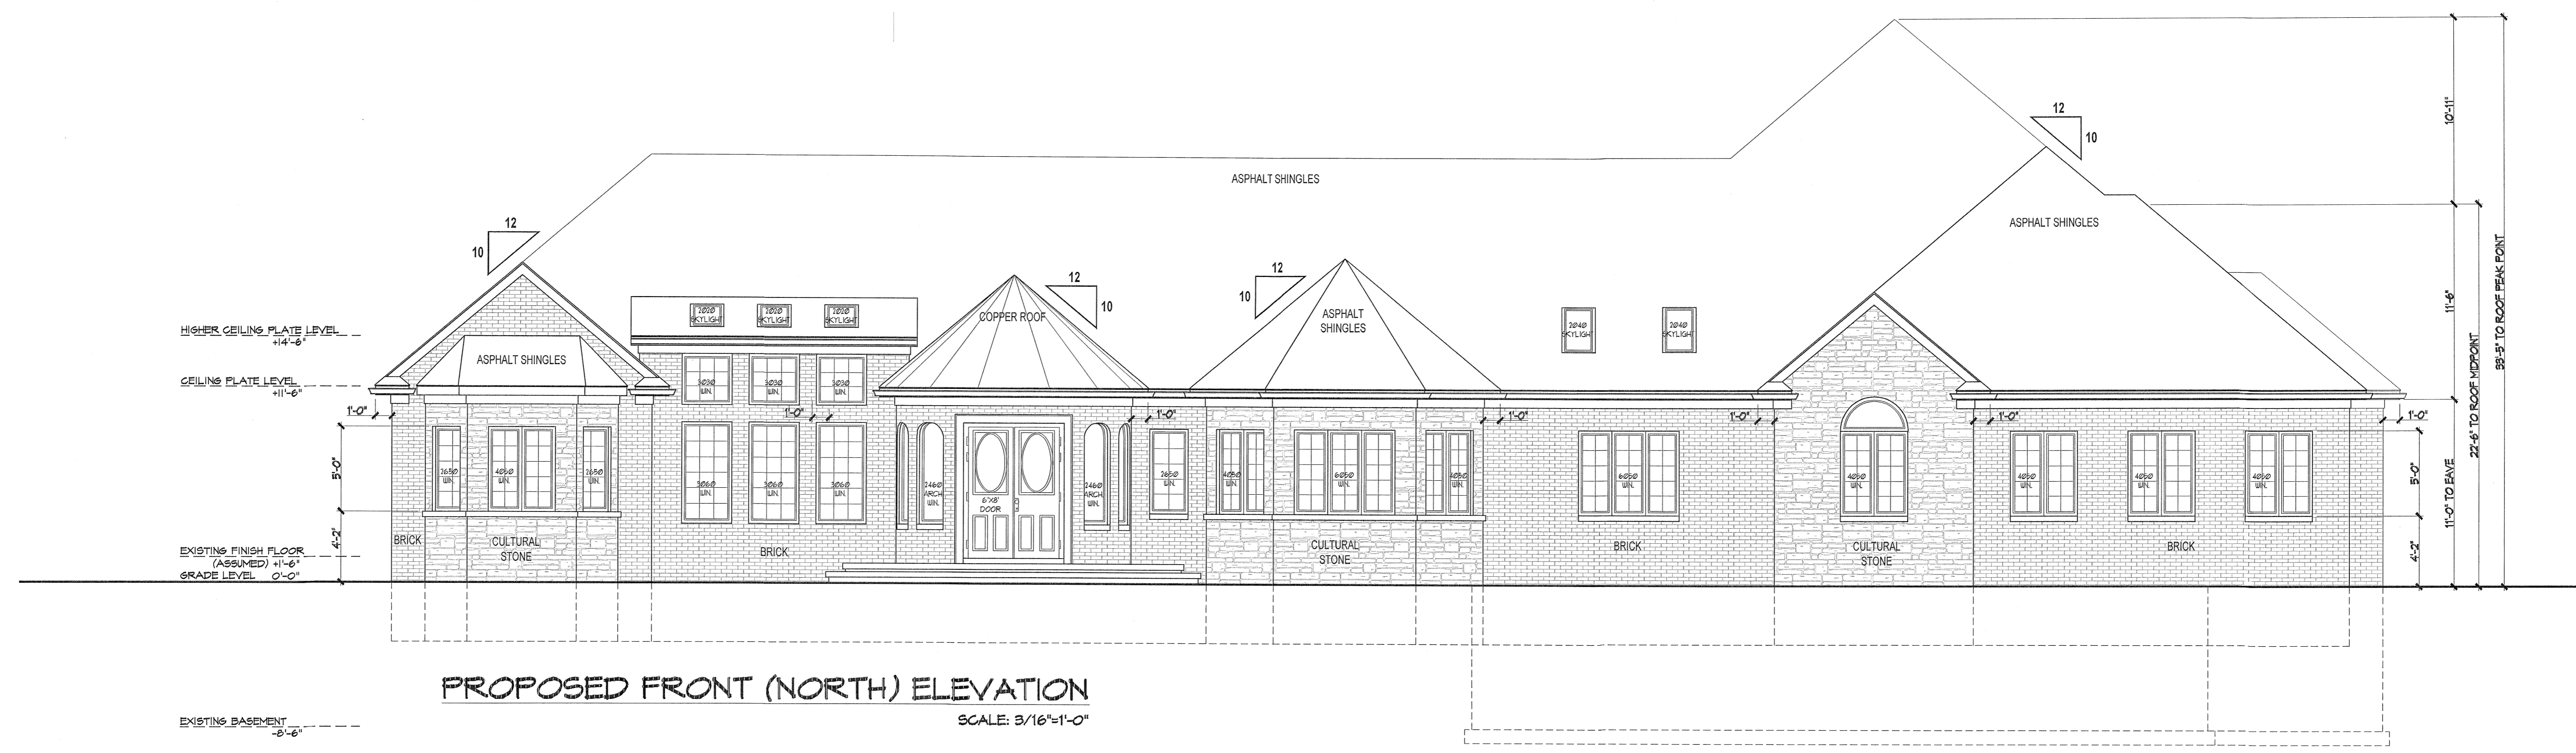 12
10
10'-11"
12
10
ASPHALT SHINGLES
ASPHALT SHINGLES
12
10
12
10
2020
SKYLIGHT
2020
SKYLIGHT
2020
SKYLIGHT
COPPER ROOF
ASPHALT
SHINGLES
2040
SKYLIGHT
2040
SKYLIGHT
11'-6"
33'-5" TO ROOF PEAK POINT
22'-6" TO ROOF MIDPOINT
HIGHER CEILING PLATE LEVEL
+14'-6"
ASPHALT SHINGLES
CEILING PLATE LEVEL
+11'-6"
3030
WIN.
3030
WIN.
3030
WIN.
1'-0"
1'-0"
1'-0"
1'-0"
1'-0"
1'-0"
1'-0"
5'-0"
2650
WIN.
4050
WIN.
2650
WIN.
3060
WIN.
3060
WIN.
3060
WIN.
2460
ARCH
WIN.
6'X8'
DOOR
2460
ARCH
WIN.
2650
WIN.
4050
WIN.
6050
WIN.
4050
WIN.
6050
WIN.
4050
WIN.
4050
WIN.
4050
WIN.
4050
WIN.
5'-0"
11'-0" TO EAVE
4'-2"
BRICK
CULTURAL
STONE
BRICK
CULTURAL
STONE
BRICK
CULTURAL
STONE
BRICK
4'-2"
EXISTING FINISH FLOOR
(ASSUMED) +1'-6"
GRADE LEVEL 0'-0"
PROPOSED FRONT (NORTH) ELEVATION
SCALE: 3/16"=1'-0"
EXISTING BASEMENT
-8'-6"